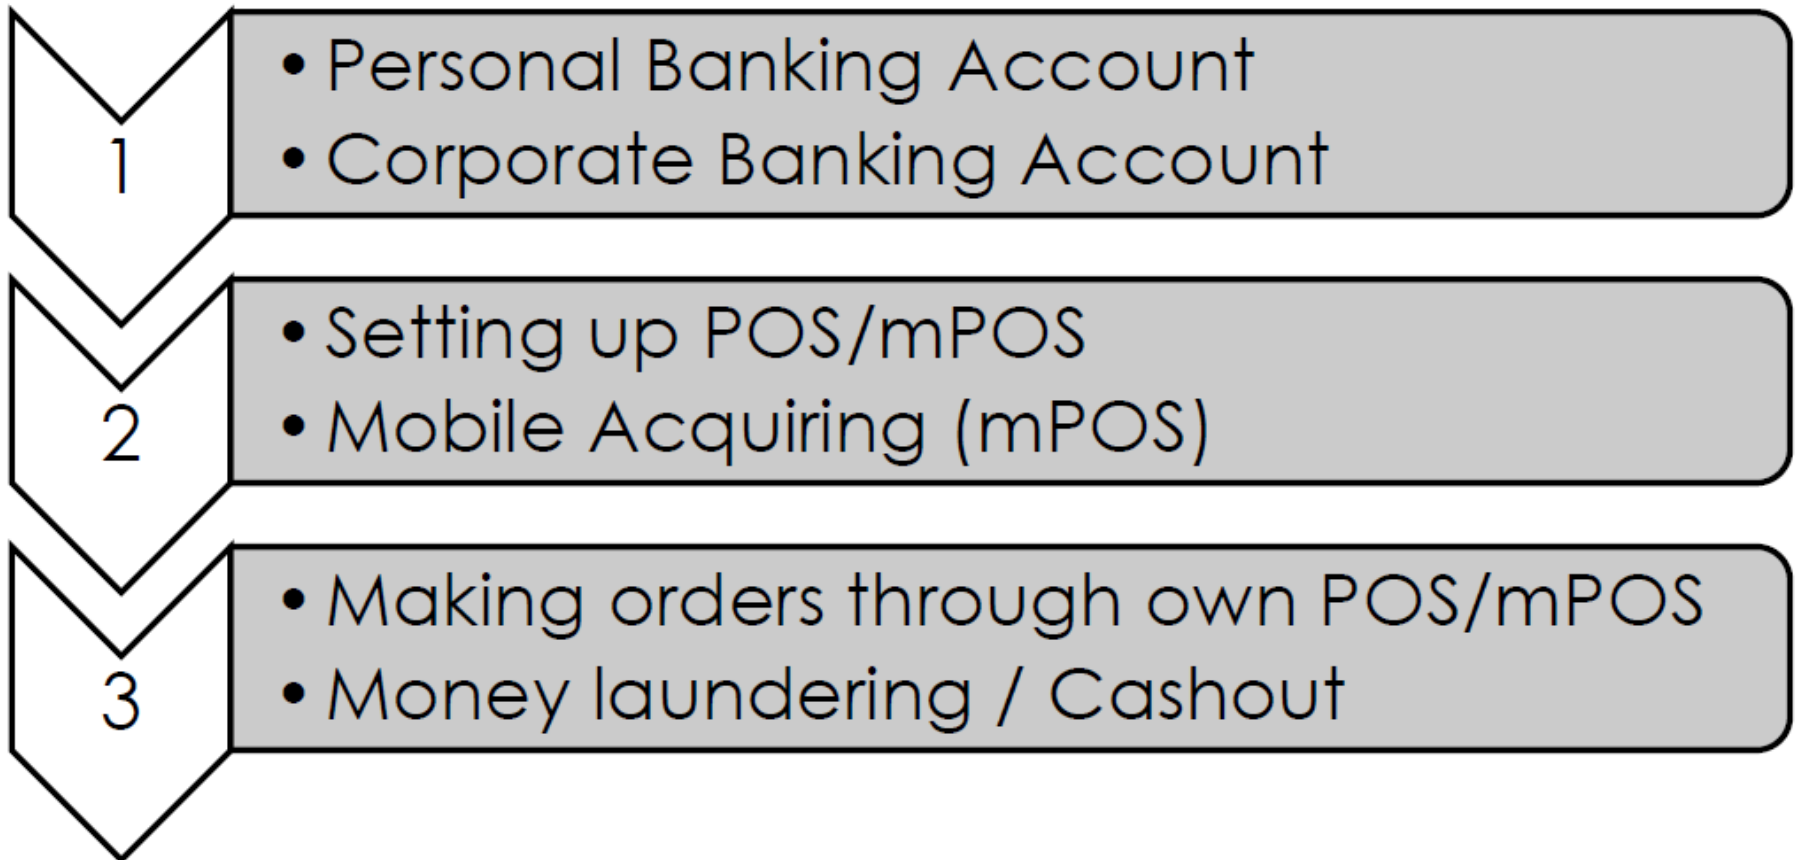 1
• Personal Banking Account
• Corporate Banking Account
2
• Setting up POS/mPOS
• Mobile Acquiring (mPOS)
3
• Making orders through own POS/mPOS
• Money laundering / Cashout